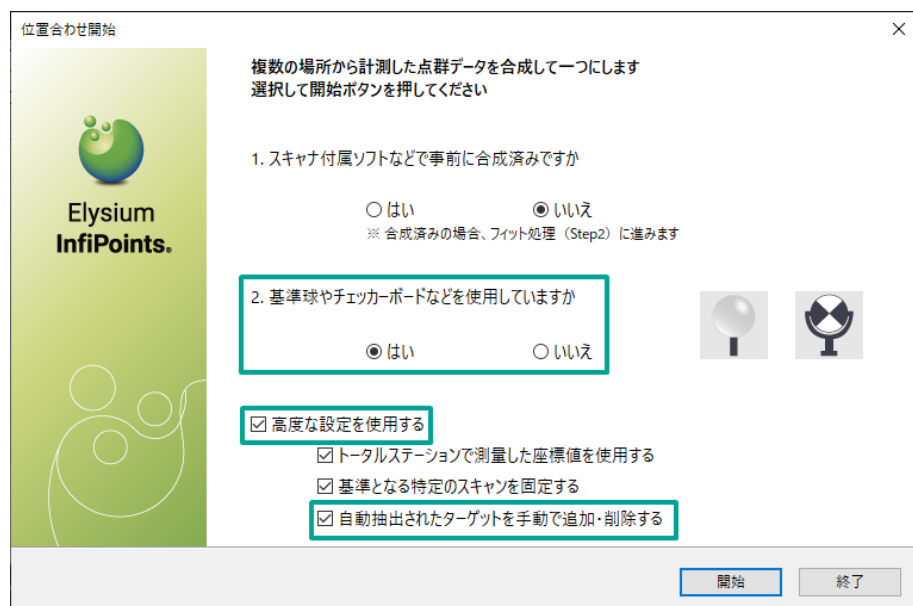 位置合わせ開始
複数の場所から計測した点群データを合成して一つにします
選択して開始ボタンを押してください
1. スキャナ付属ソフトなどで事前に合成済みですか
はい いいえ
※ 合成済みの場合、フィット処理（Step2）に進みます
Elysium
InfiPoints®
2. 基準球やチェッカーボードなどを使用していますか
はい いいえ
高度な設定を使用する
トータルステーションで測量した座標値を使用する
基準となる特定のスキャンを固定する
自動抽出されたターゲットを手動で追加・削除する
開始 終了